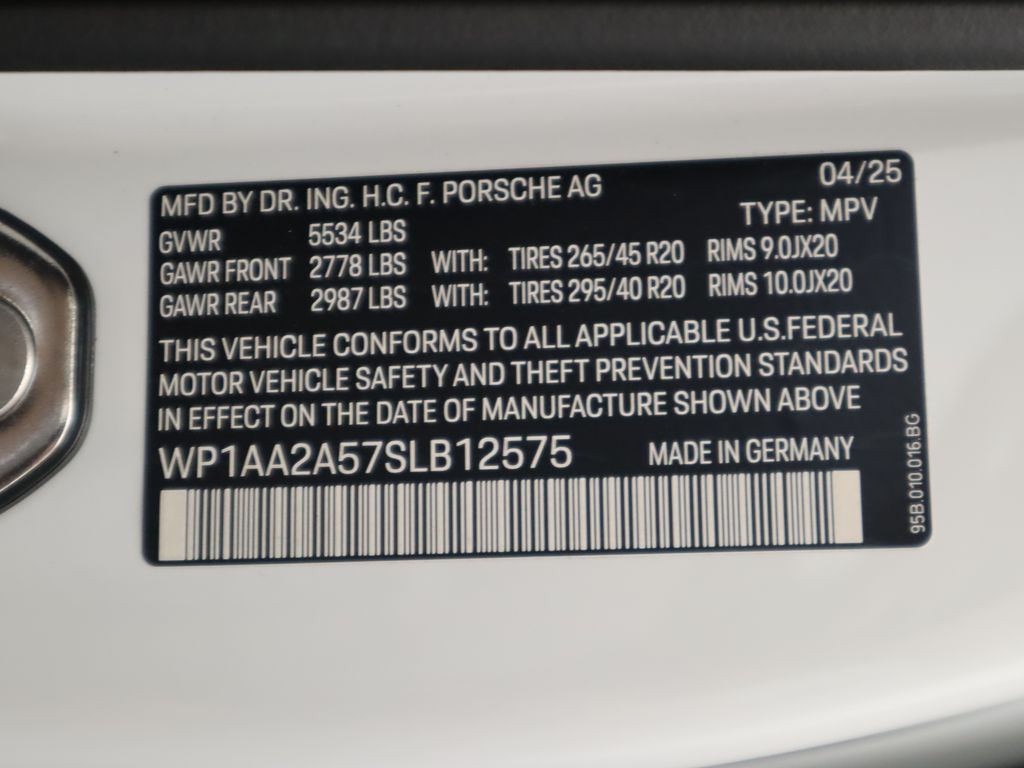 MFD BY DR. ING. H.C. F. PORSCHE AG 04/25
TYPE: MPV
GVWR 5534 LBS
GAWR FRONT 2778 LBS WITH: TIRES 265/45 R20 RIMS 9.0JX20
GAWR REAR 2987 LBS WITH: TIRES 295/40 R20 RIMS 10.0JX20
THIS VEHICLE CONFORMS TO ALL APPLICABLE U.S.FEDERAL
MOTOR VEHICLE SAFETY AND THEFT PREVENTION STANDARDS
IN EFFECT ON THE DATE OF MANUFACTURE SHOWN ABOVE
WP1AA2A57SLB12575 MADE IN GERMANY
95B.010.016.BG